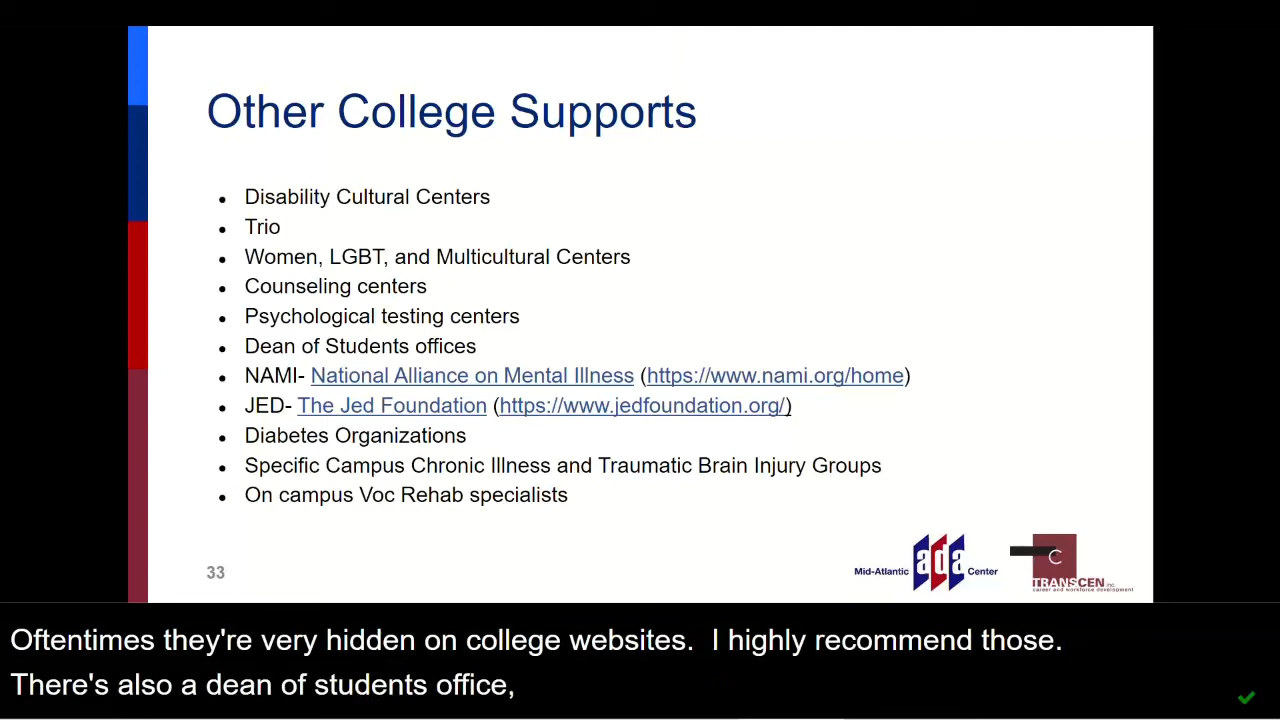 Other College Supports
• Disability Cultural Centers
• Trio
• Women, LGBT, and Multicultural Centers
• Counseling centers
• Psychological testing centers
• Dean of Students offices
• NAMI- National Alliance on Mental Illness (https://www.nami.org/home)
• JED- The Jed Foundation (https://www.jedfoundation.org/)
• Diabetes Organizations
• Specific Campus Chronic Illness and Traumatic Brain Injury Groups
• On campus Voc Rehab specialists
33
Mid-Atlantic ada Center
C
TRANSCEN inc.
career and workforce development
Oftentimes they're very hidden on college websites. I highly recommend those.
There's also a dean of students office,